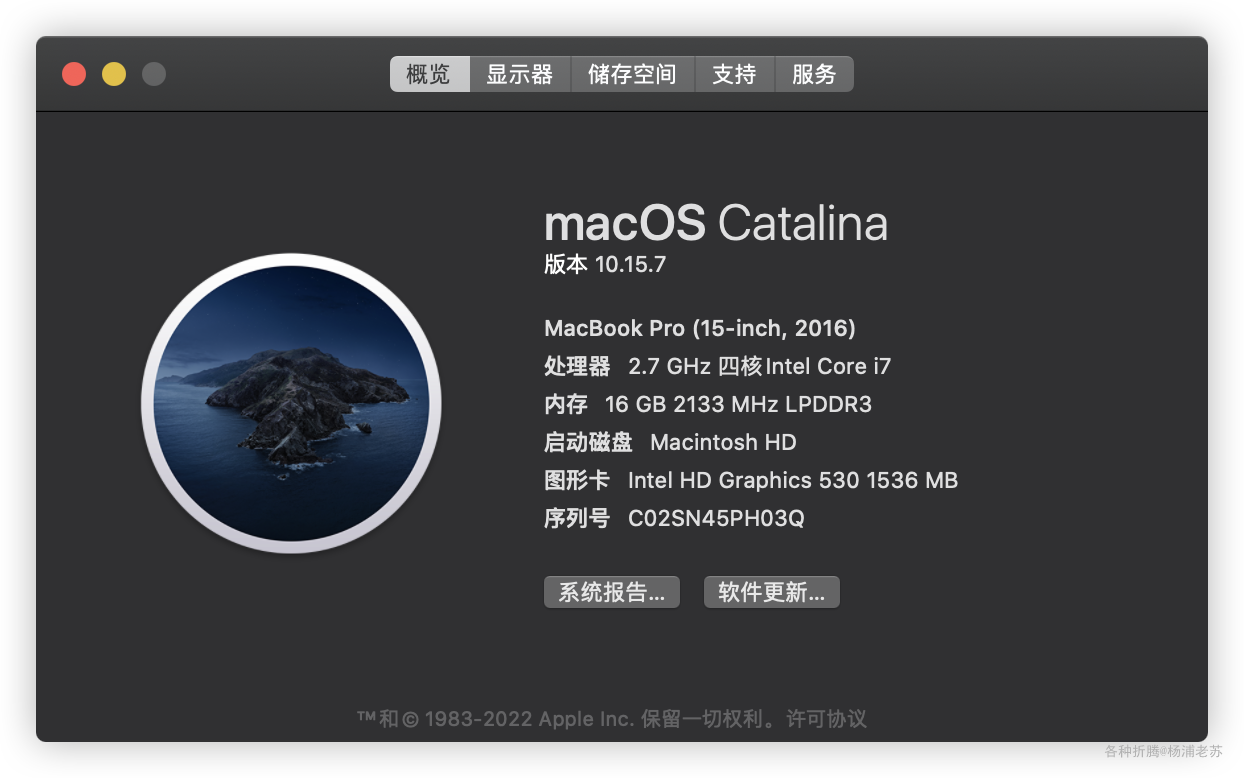 概览 显示器 储存空间 支持 服务
macOS Catalina
版本 10.15.7
MacBook Pro (15-inch, 2016)
处理器 2.7 GHz 四核Intel Core i7
内存 16 GB 2133 MHz LPDDR3
启动磁盘 Macintosh HD
图形卡 Intel HD Graphics 530 1536 MB
序列号 C02SN45PH03Q
系统报告... 软件更新...
™和© 1983-2022 Apple Inc. 保留一切权利。许可协议
各种折腾@杨浦老苏